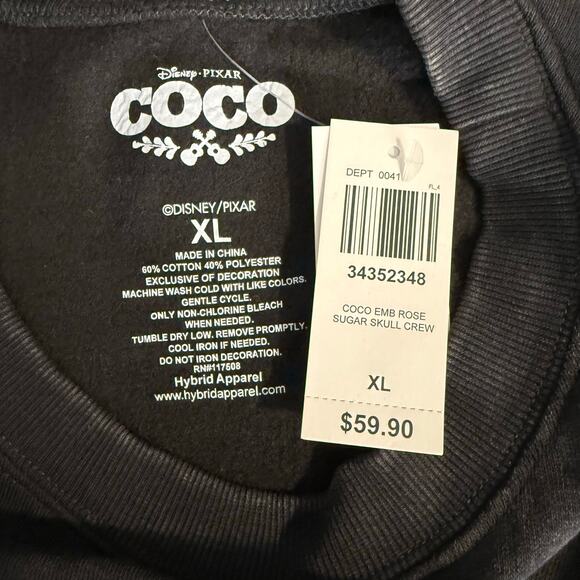 Disney · PIXAR
COCO
©DISNEY/PIXAR
XL
MADE IN CHINA
60% COTTON 40% POLYESTER
EXCLUSIVE OF DECORATION
MACHINE WASH COLD WITH LIKE COLORS.
GENTLE CYCLE.
ONLY NON-CHLORINE BLEACH
WHEN NEEDED.
TUMBLE DRY LOW. REMOVE PROMPTLY.
COOL IRON IF NEEDED.
DO NOT IRON DECORATION.
RN#117508
Hybrid Apparel
www.hybridapparel.com
DEPT 0041
FL_4
34352348
COCO EMB ROSE
SUGAR SKULL CREW
XL
$59.90